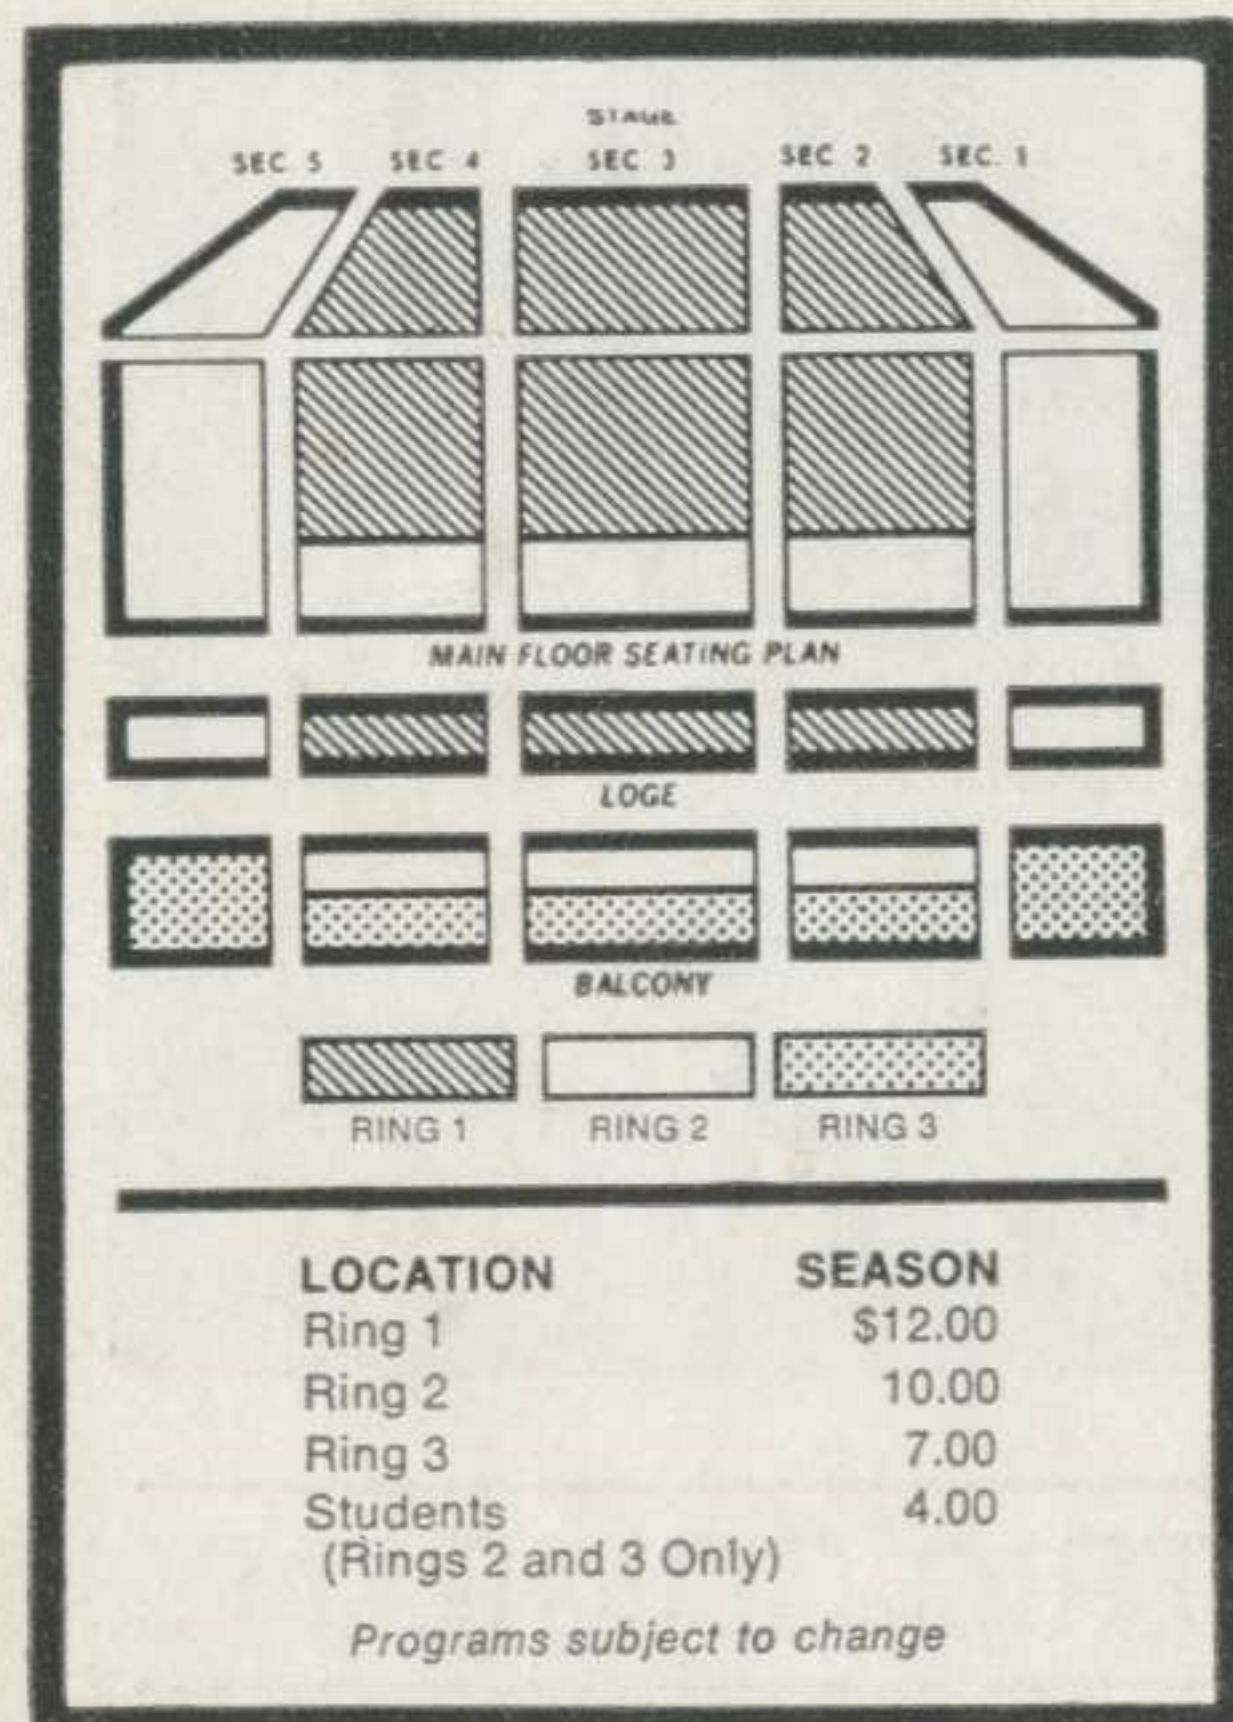 STAGE
SEC. 5 SEC. 4 SEC. 3 SEC. 2 SEC. 1
MAIN FLOOR SEATING PLAN
LOGE
BALCONY
RING 1 RING 2 RING 3
LOCATION SEASON
Ring 1 $12.00
Ring 2 10.00
Ring 3 7.00
Students 4.00
(Rings 2 and 3 Only)
Programs subject to change